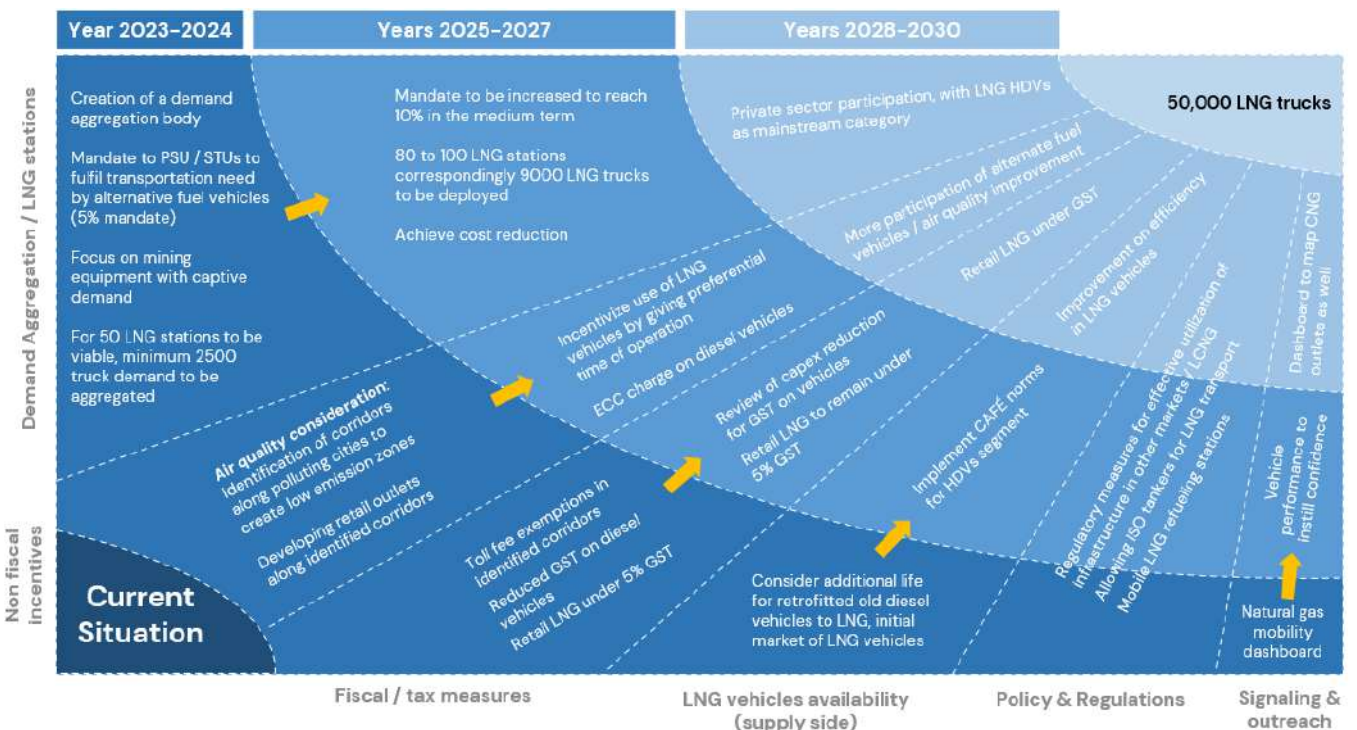 Year 2023–2024
Years 2025–2027
Years 2028–2030
Demand Aggregation / LNG stations
Creation of a demand
aggregation body
Mandate to PSU / STUs to
fulfil transportation need
by alternative fuel vehicles
(5% mandate)
Focus on mining
equipment with captive
demand
For 50 LNG stations to be
viable, minimum 2500
truck demand to be
aggregated
Mandate to be increased to reach
10% in the medium term
80 to 100 LNG stations
correspondingly 9000 LNG trucks
to be deployed
Achieve cost reduction
Private sector participation, with LNG HDVs
as mainstream category
50,000 LNG trucks
Non fiscal
incentives
Air quality consideration:
Identification of corridors
along polluting cities to
create low emission zones
Developing retail outlets
along identified corridors
Incentivize use of LNG
vehicles by giving preferential
time of operation
ECC charge on diesel vehicles
More participation of alternate fuel
vehicles / air quality improvement
Toll fee exemptions in
identified corridors
Reduced GST on diesel
vehicles
Retail LNG under 5% GST
Review of capex reduction
for GST on vehicles
Retail LNG to remain under
5% GST
Retail LNG under GST
Consider additional life
for retrofitted old diesel
vehicles to LNG, initial
market of LNG vehicles
Implement CAFÉ norms
for HDVs segment
Improvement on efficiency
in LNG vehicles
Regulatory measures for effective utilization of
infrastructure in other markets / LCNG
Allowing ISO tankers for LNG transport
Mobile LNG refueling stations
Natural gas
mobility
dashboard
Vehicle
performance to
instill confidence
Dashboard to map CNG
outlets as well
Current
Situation
Fiscal / tax measures
LNG vehicles availability
(supply side)
Policy & Regulations
Signaling &
outreach